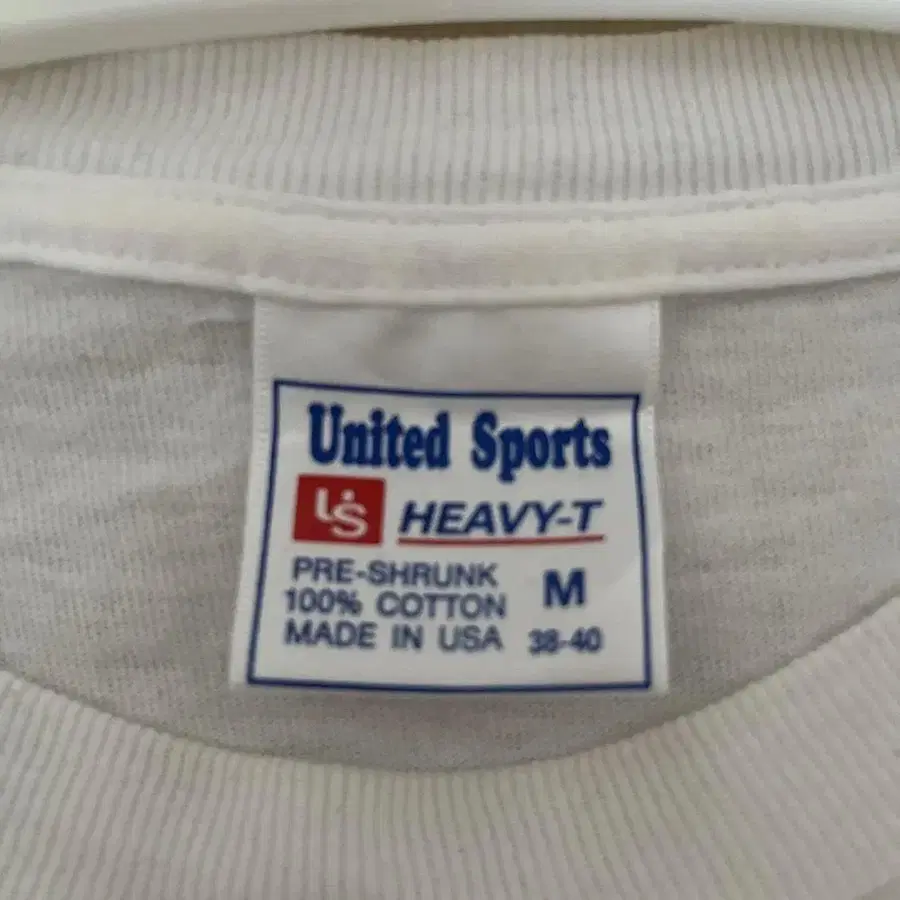 United Sports
US HEAVY-T
PRE-SHRUNK M
100% COTTON
MADE IN USA 38-40